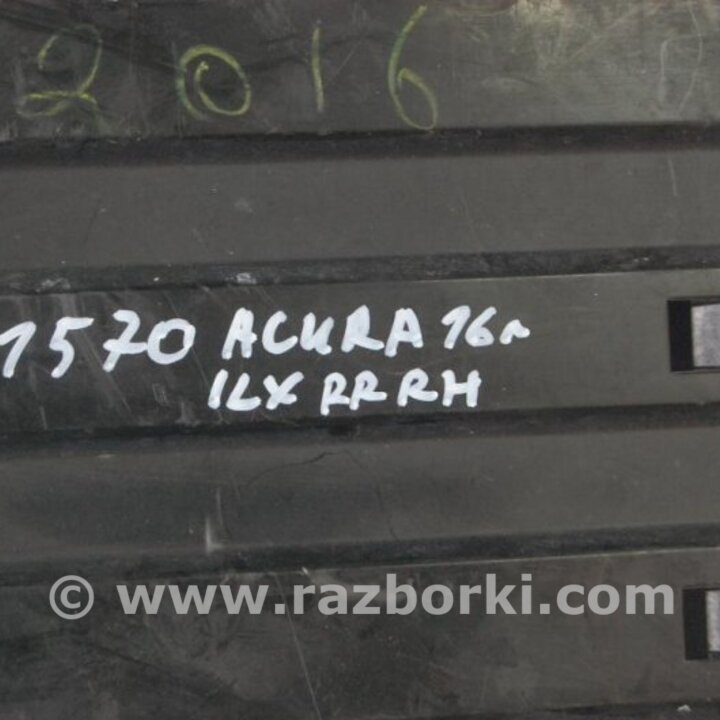 2016
1570 ACURA 16г
ILX RR RH
© www.razborki.com